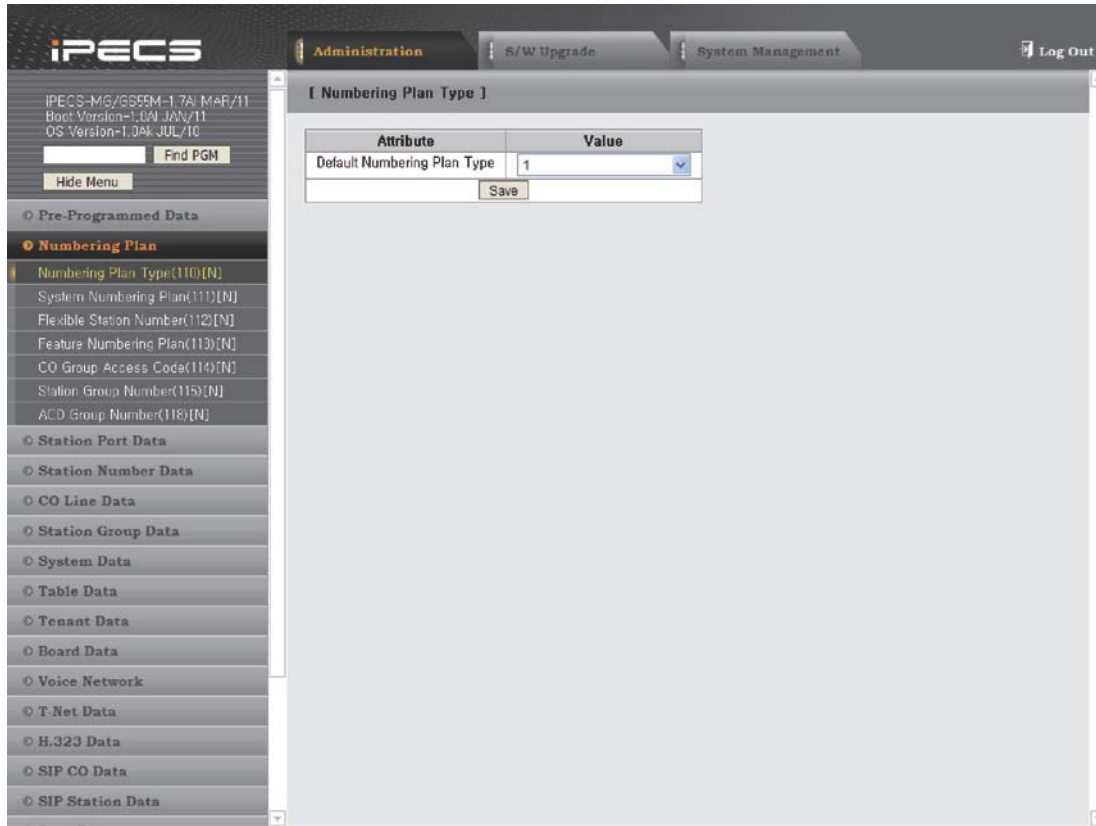 iPECS
Administration
S/W Upgrade
System Management
Log Out
IPECS-MG/GS55M-1.7Al MAR/11
Boot Version-1.0Al JAN/11
OS Version-1.0Ak JUL/10
Find PGM
Hide Menu
Pre-Programmed Data
Numbering Plan
Numbering Plan Type(110)[N]
System Numbering Plan(111)[N]
Flexible Station Number(112)[N]
Feature Numbering Plan(113)[N]
CO Group Access Code(114)[N]
Station Group Number(115)[N]
ACD Group Number(118)[N]
Station Port Data
Station Number Data
CO Line Data
Station Group Data
System Data
Table Data
Tenant Data
Board Data
Voice Network
T-Net Data
H.323 Data
SIP CO Data
SIP Station Data
[ Numbering Plan Type ]
Attribute Value
Default Numbering Plan Type 1
Save